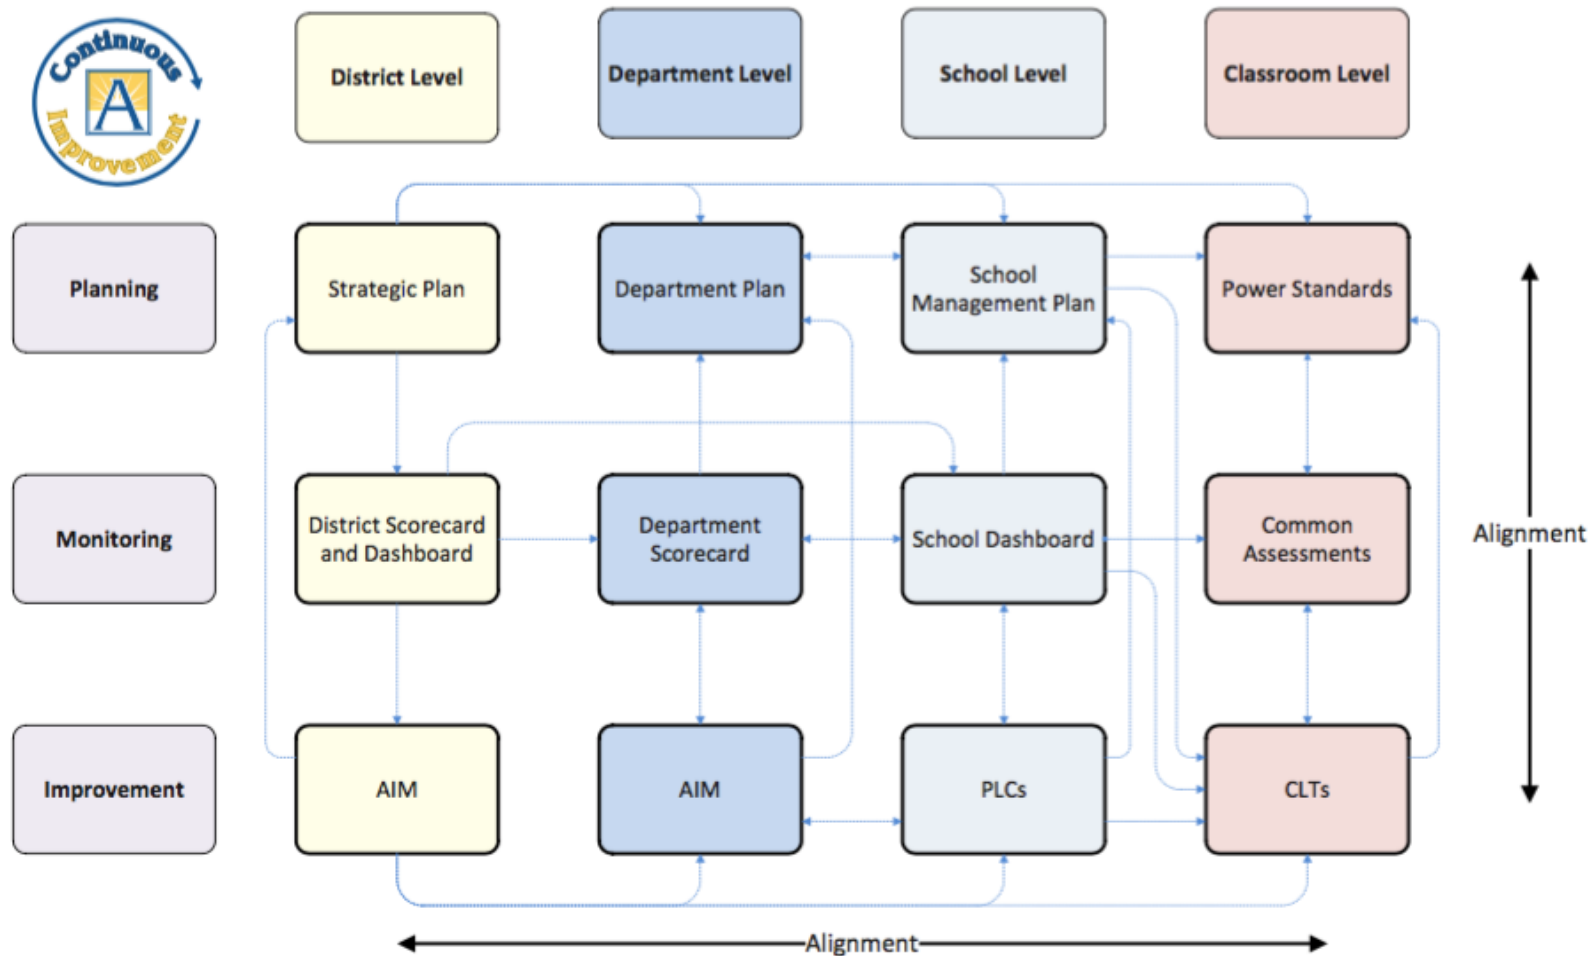 Continuous
A
Improvement
District Level
Department Level
School Level
Classroom Level
Planning
Strategic Plan
Department Plan
School
Management Plan
Power Standards
Monitoring
District Scorecard
and Dashboard
Department
Scorecard
School Dashboard
Common
Assessments
Alignment
Improvement
AIM
AIM
PLCs
CLTs
Alignment